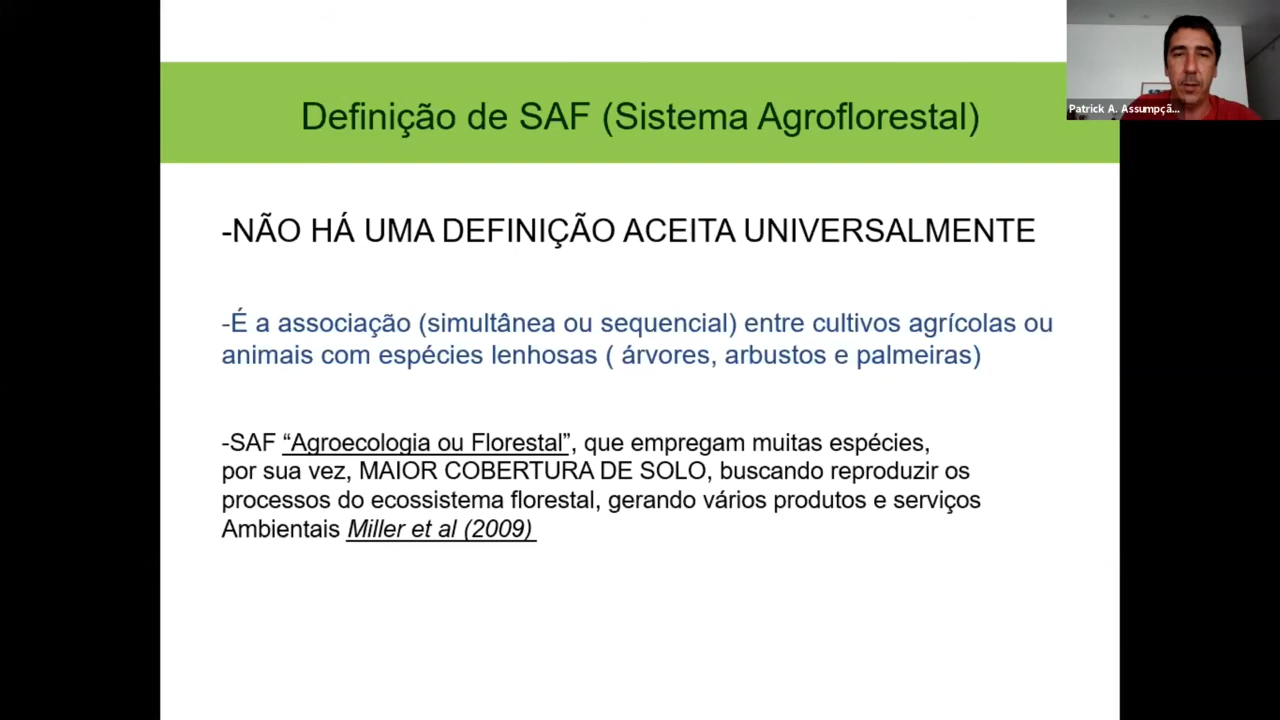 Definição de SAF (Sistema Agroflorestal)
Patrick A. Assumpçã...
-NÃO HÁ UMA DEFINIÇÃO ACEITA UNIVERSALMENTE
-É a associação (simultânea ou sequencial) entre cultivos agrícolas ou
animais com espécies lenhosas ( árvores, arbustos e palmeiras)
-SAF “Agroecologia ou Florestal”, que empregam muitas espécies,
por sua vez, MAIOR COBERTURA DE SOLO, buscando reproduzir os
processos do ecossistema florestal, gerando vários produtos e serviços
Ambientais Miller et al (2009)